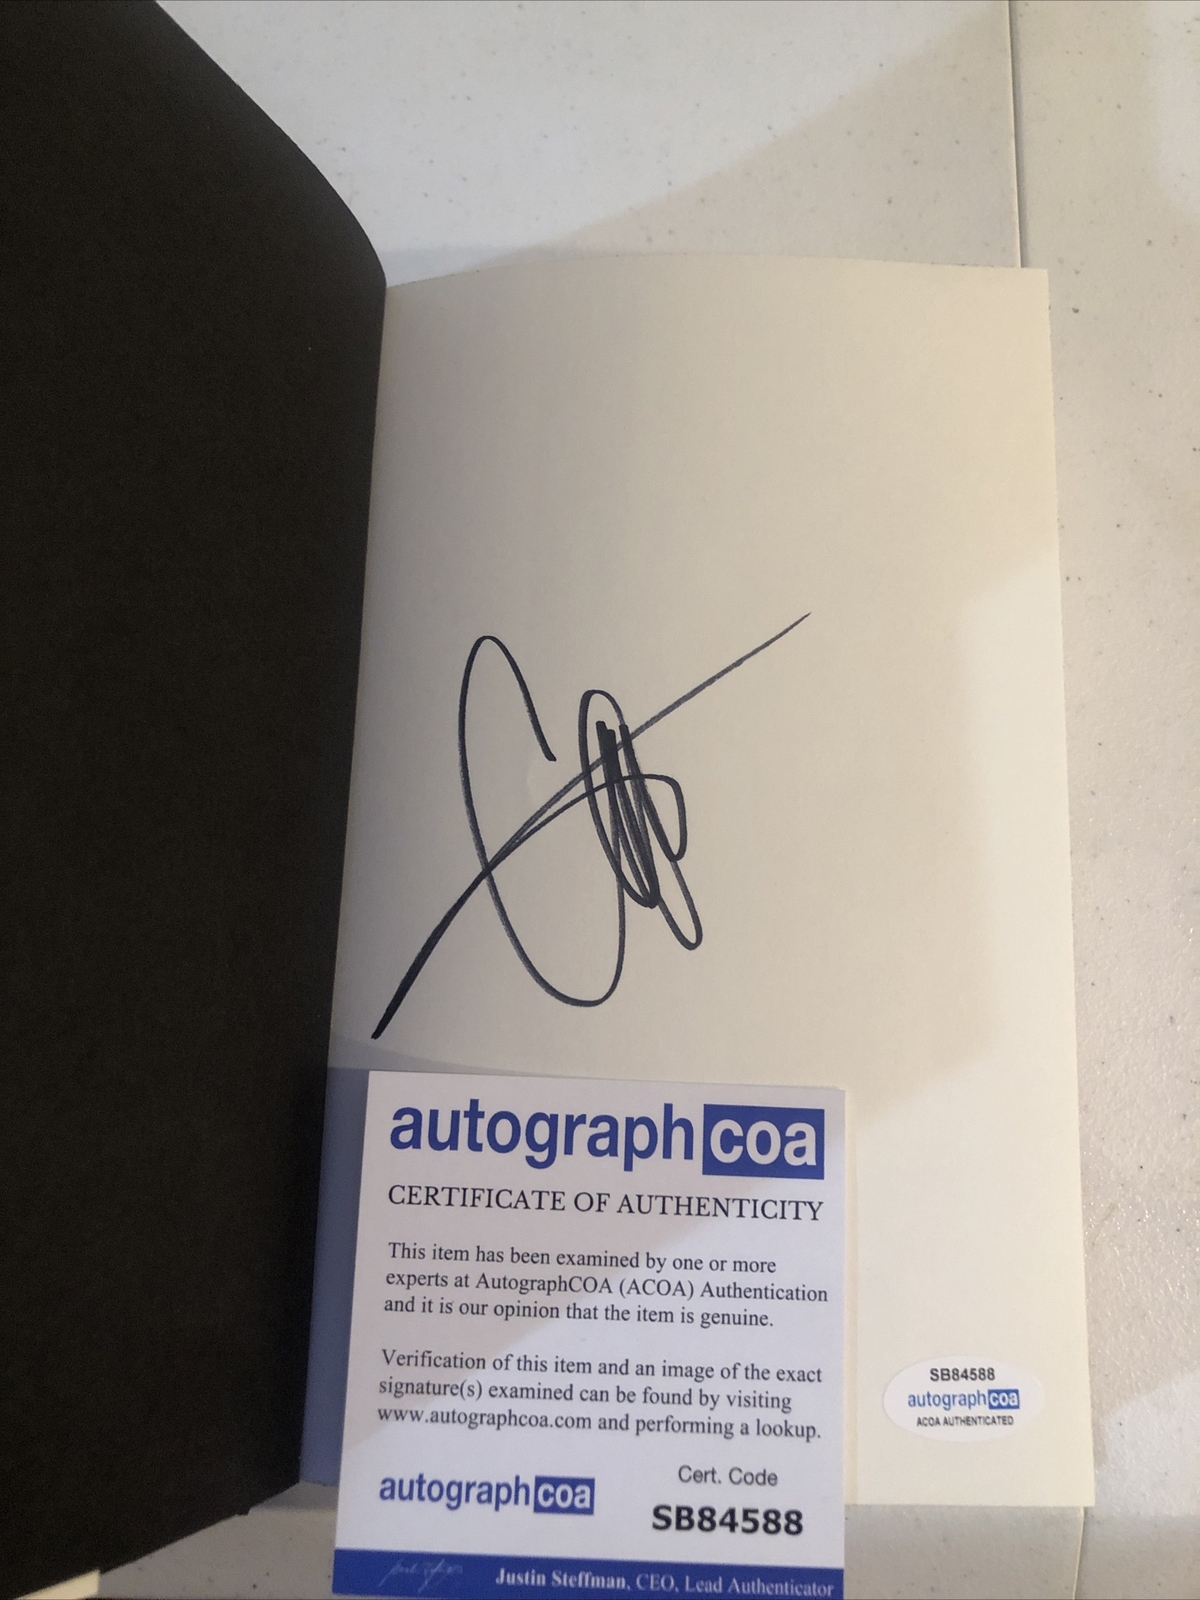 autographcoa
CERTIFICATE OF AUTHENTICITY
This item has been examined by one or more
experts at AutographCOA (ACOA) Authentication
and it is our opinion that the item is genuine.
Verification of this item and an image of the exact
signature(s) examined can be found by visiting
www.autographcoa.com and performing a lookup.
autographcoa
Cert. Code
SB84588
Justin Steffman, CEO, Lead Authenticator
SB84588
autographcoa
ACOA AUTHENTICATED